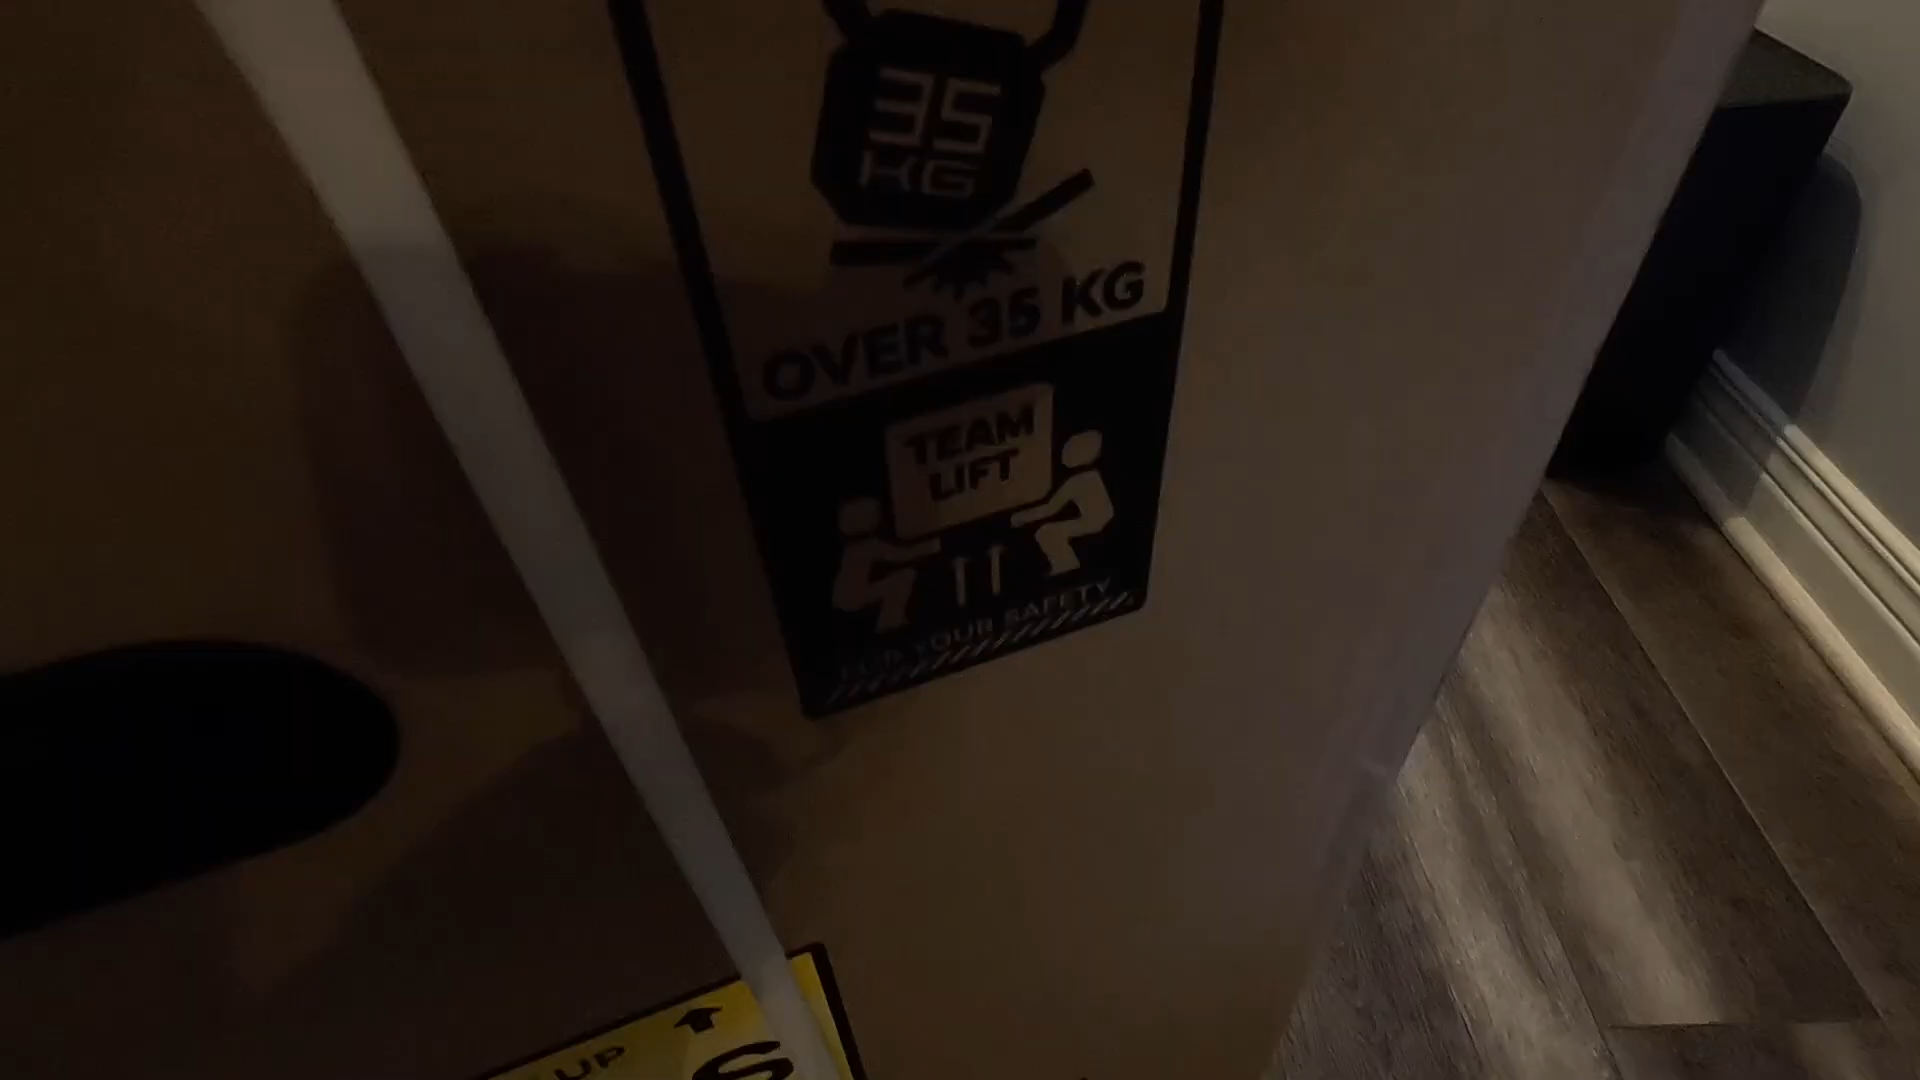 35
KG
OVER 35 KG
TEAM
LIFT
FOR YOUR SAFETY
UP
S